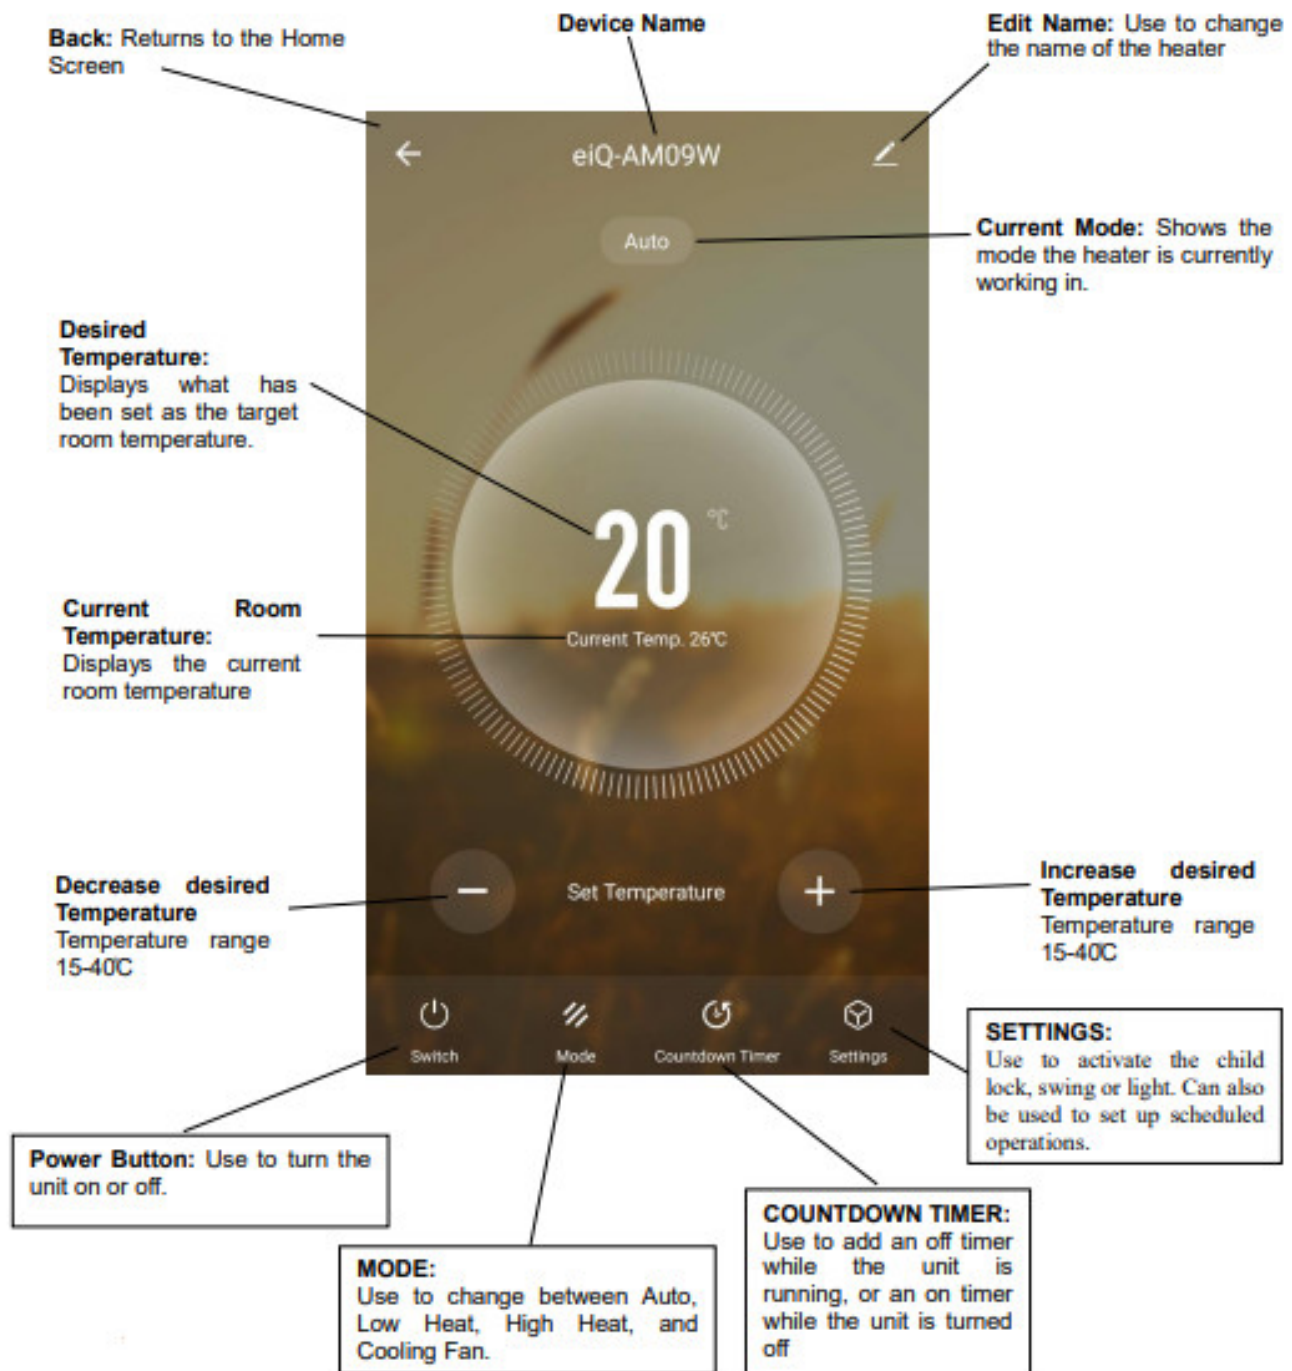 Back: Returns to the Home
Screen
Device Name
Edit Name: Use to change
the name of the heater
eiQ-AM09W
Auto
Current Mode: Shows the
mode the heater is currently
working in.
Desired
Temperature:
Displays what has
been set as the target
room temperature.
20 °C
Current Temp. 26°C
Current Room
Temperature:
Displays the current
room temperature
Decrease desired
Temperature
Temperature range
15-40℃
Set Temperature
Increase desired
Temperature
Temperature range
15-40℃
Switch
Mode
Countdown Timer
Settings
SETTINGS:
Use to activate the child
lock, swing or light. Can also
be used to set up scheduled
operations.
Power Button: Use to turn the
unit on or off.
MODE:
Use to change between Auto,
Low Heat, High Heat, and
Cooling Fan.
COUNTDOWN TIMER:
Use to add an off timer
while the unit is
running, or an on timer
while the unit is turned
off